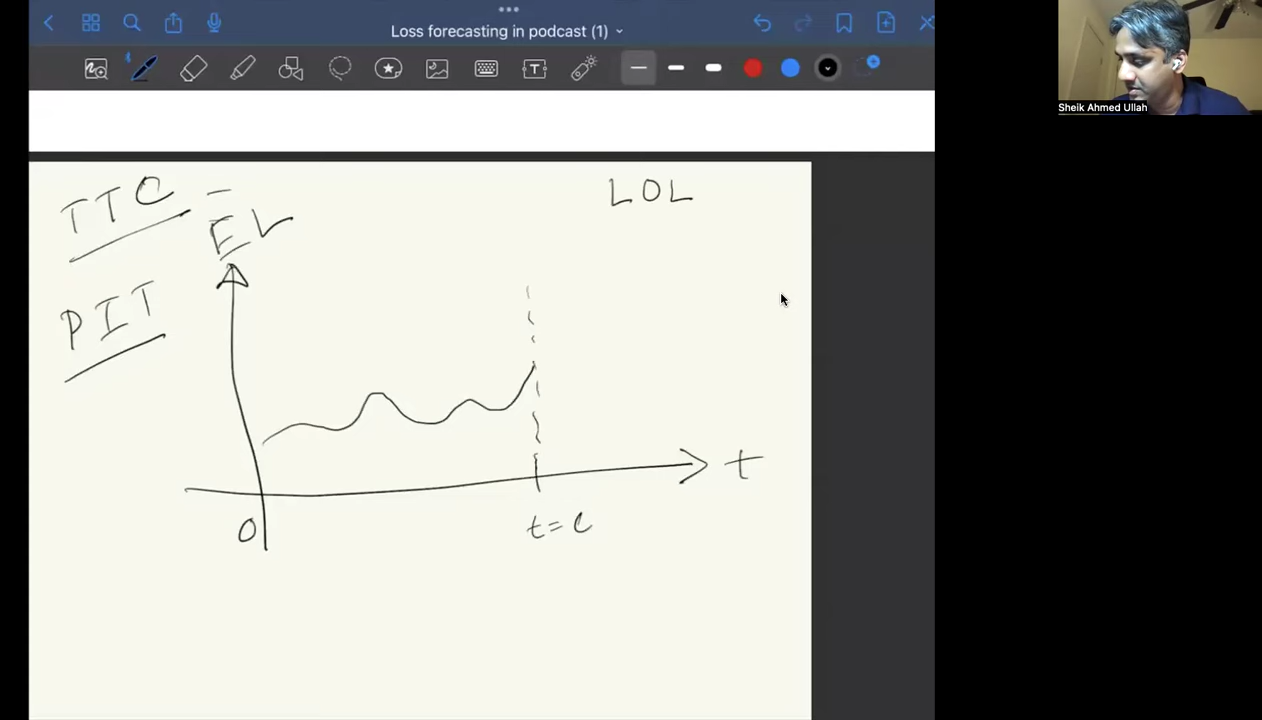 Loss forecasting in podcast (1)
Sheik Ahmed Ullah
TTC -
LOL
EL
PIT
t
0
t = c